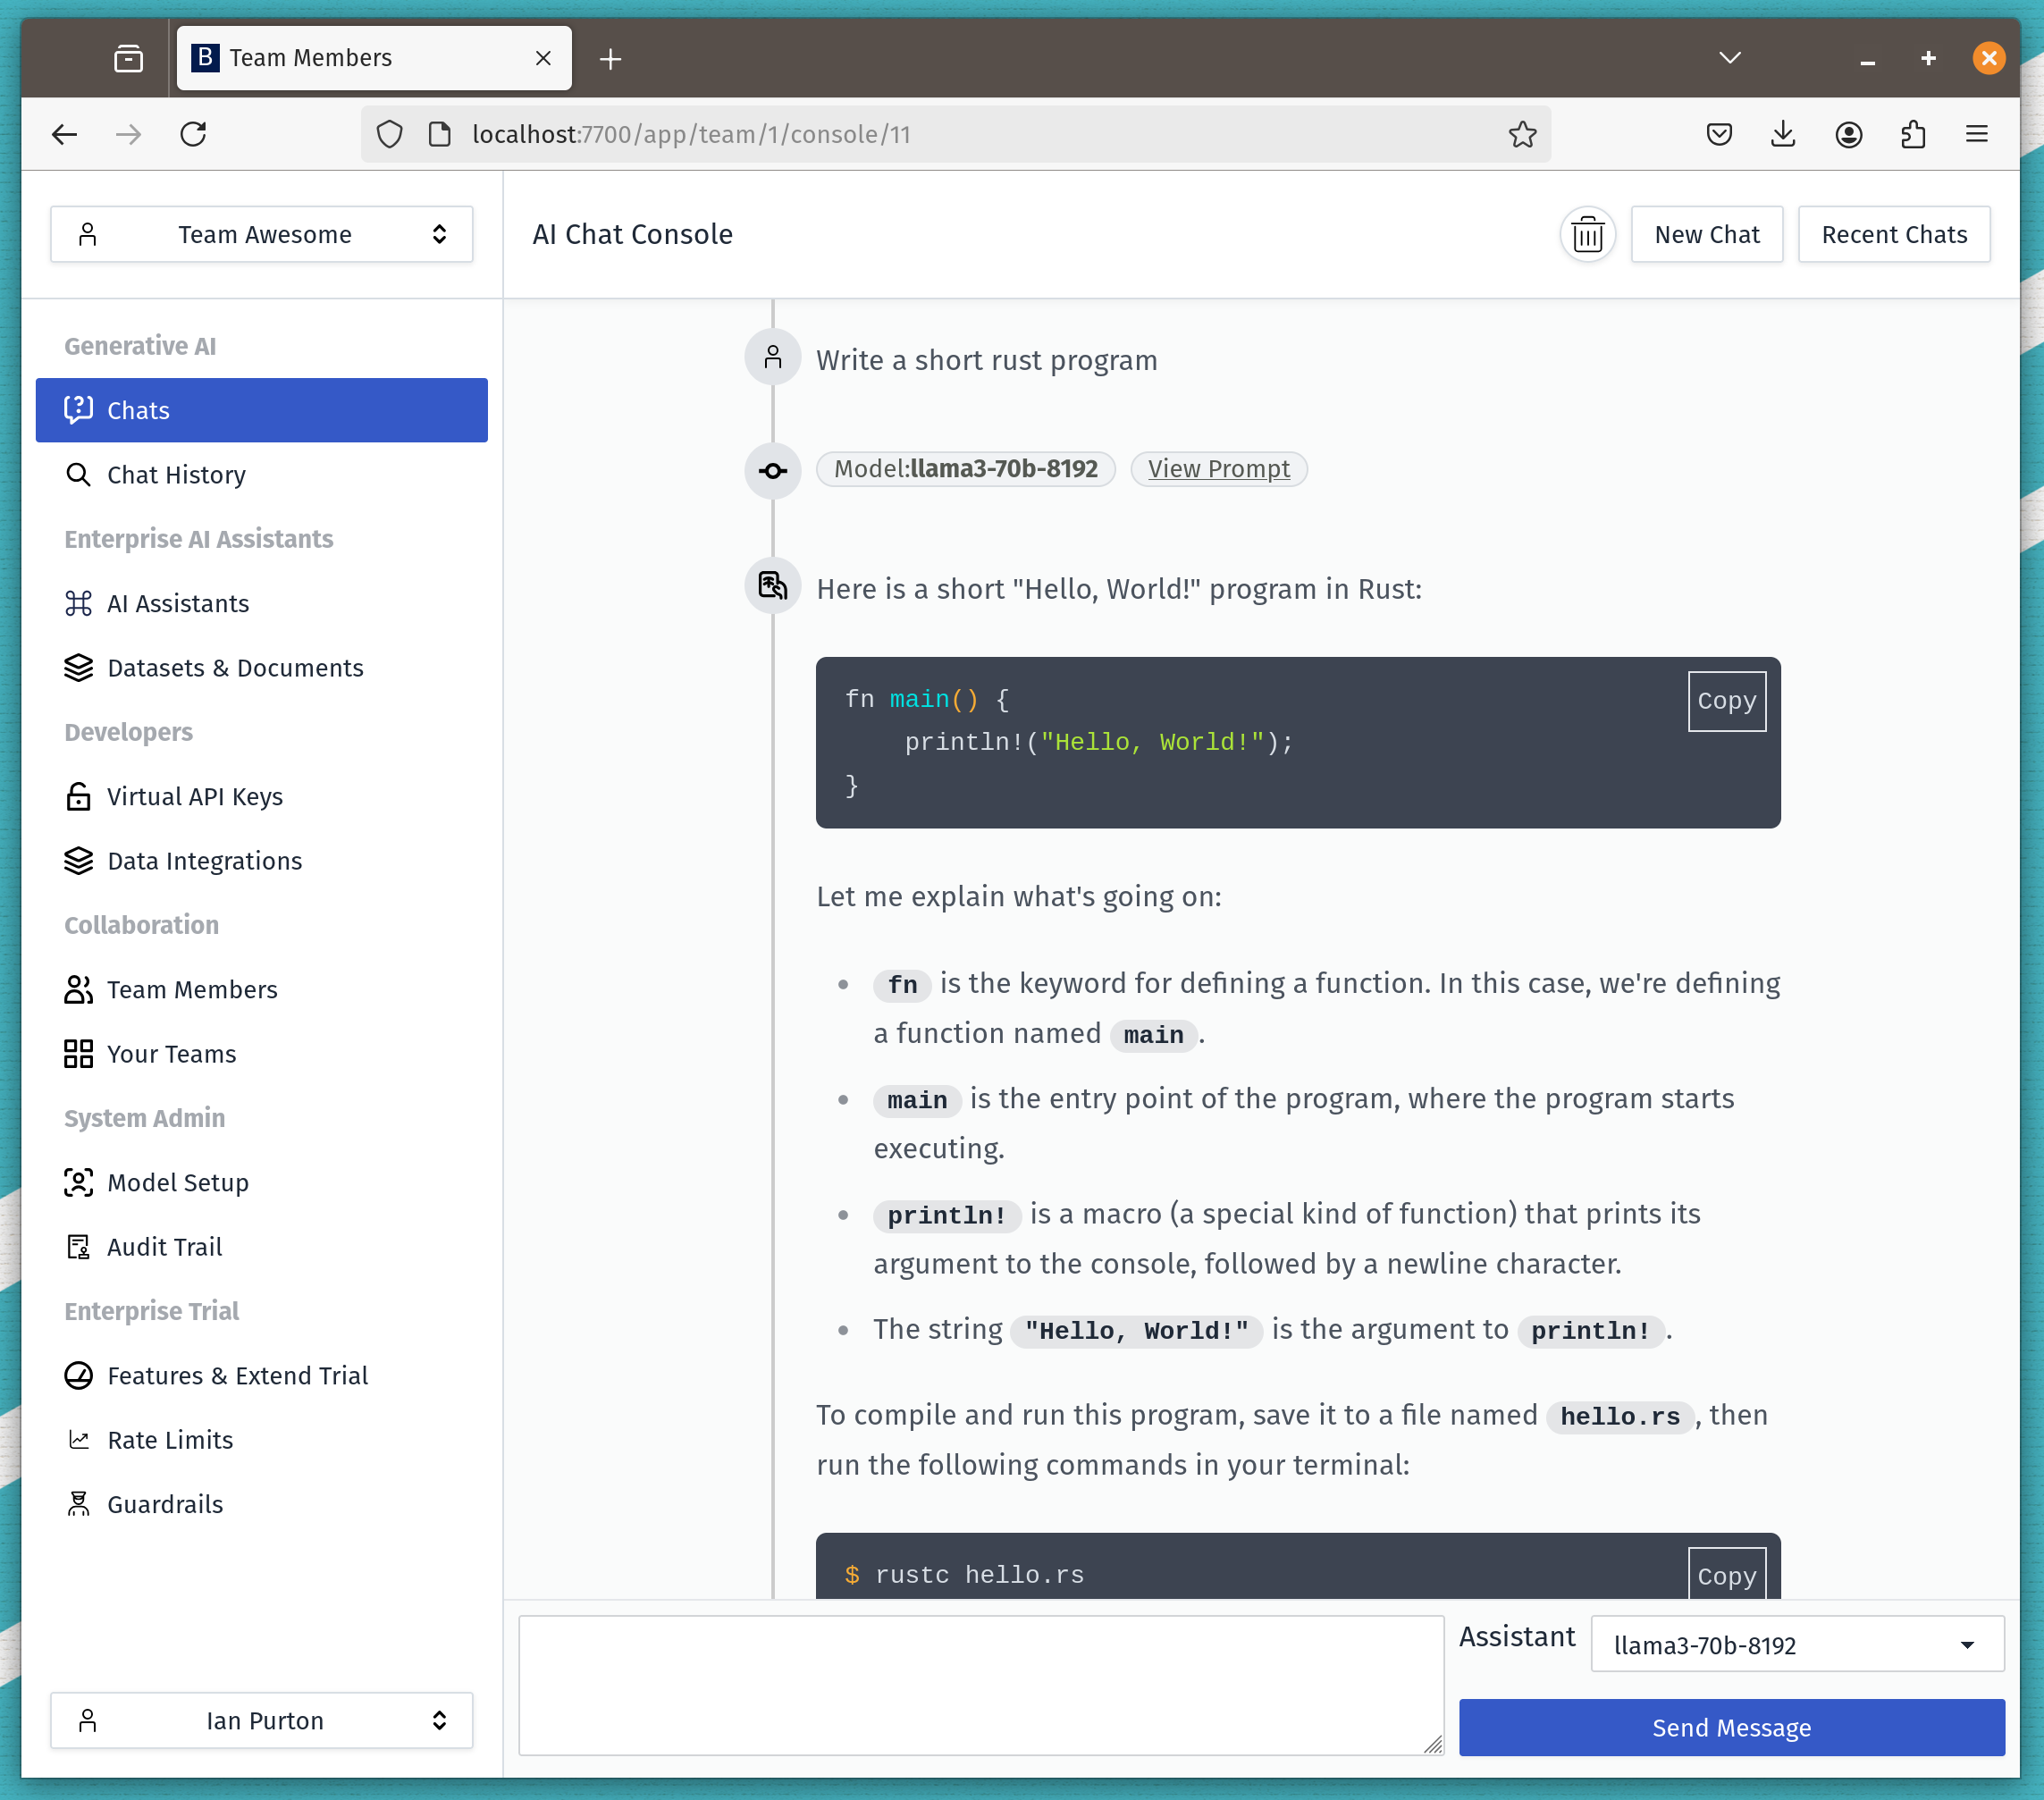 B Team Members
localhost:7700/app/team/1/console/11
Team Awesome
AI Chat Console
New Chat
Recent Chats
Generative AI
Chats
Chat History
Enterprise AI Assistants
AI Assistants
Datasets & Documents
Developers
Virtual API Keys
Data Integrations
Collaboration
Team Members
Your Teams
System Admin
Model Setup
Audit Trail
Enterprise Trial
Features & Extend Trial
Rate Limits
Guardrails
Ian Purton
Write a short rust program
Model:llama3-70b-8192
View Prompt
Here is a short "Hello, World!" program in Rust:
fn main() {
    println!("Hello, World!");
}
Copy
Let me explain what's going on:
fn is the keyword for defining a function. In this case, we're defining
a function named main.
main is the entry point of the program, where the program starts
executing.
println! is a macro (a special kind of function) that prints its
argument to the console, followed by a newline character.
The string "Hello, World!" is the argument to println!.
To compile and run this program, save it to a file named hello.rs, then
run the following commands in your terminal:
$ rustc hello.rs
Copy
Assistant
llama3-70b-8192
Send Message